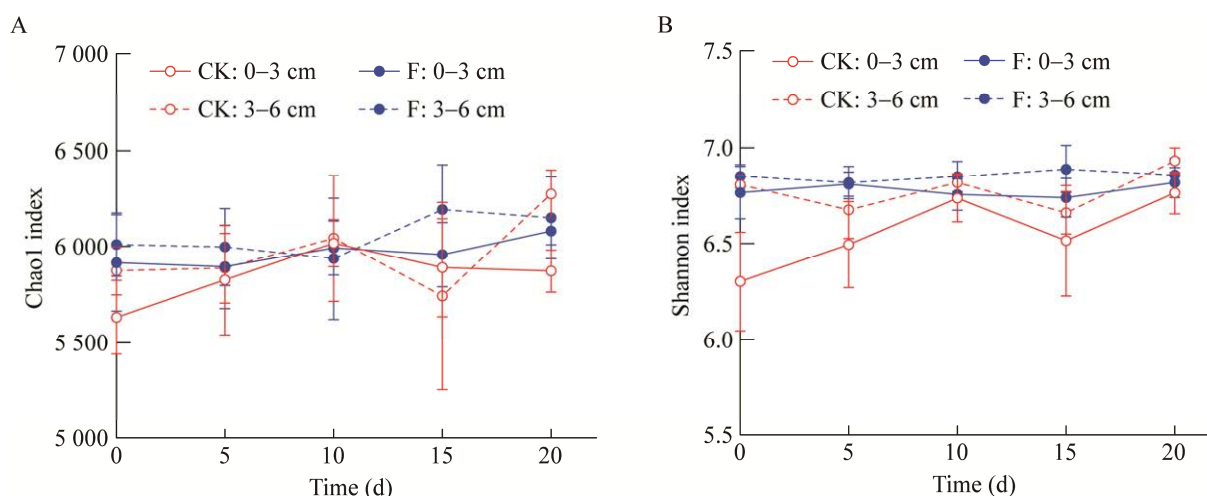 A
7 000
6 500
6 000
5 500
5 000
Chao1 index
CK: 0–3 cm
F: 0–3 cm
CK: 3–6 cm
F: 3–6 cm
0
5
10
15
20
Time (d)
B
7.5
7.0
6.5
6.0
5.5
Shannon index
CK: 0–3 cm
F: 0–3 cm
CK: 3–6 cm
F: 3–6 cm
0
5
10
15
20
Time (d)